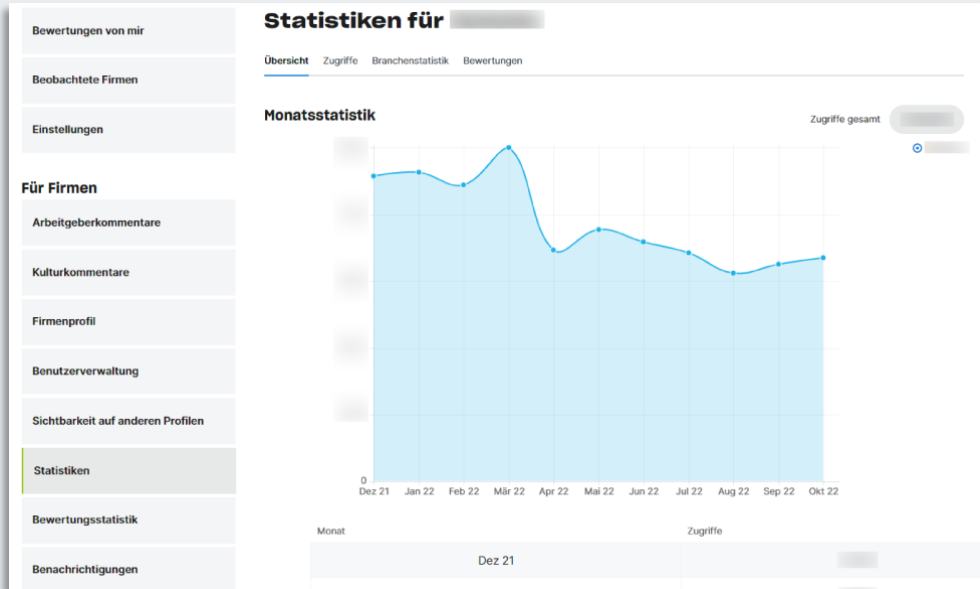 Bewertungen von mir
Beobachtete Firmen
Einstellungen
Für Firmen
Arbeitgeberkommentare
Kulturkommentare
Firmenprofil
Benutzerverwaltung
Sichtbarkeit auf anderen Profilen
Statistiken
Bewertungsstatistik
Benachrichtigungen
Statistiken für
Übersicht Zugriffe Branchenstatistik Bewertungen
Monatsstatistik
Zugriffe gesamt
0
Dez 21 Jan 22 Feb 22 Mär 22 Apr 22 Mai 22 Jun 22 Jul 22 Aug 22 Sep 22 Okt 22
Monat Zugriffe
Dez 21